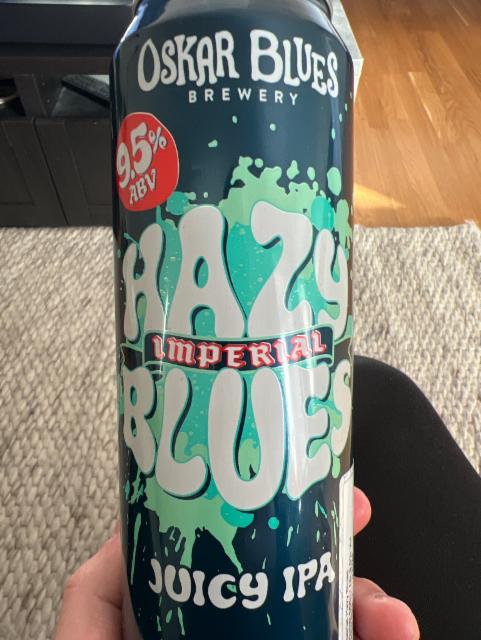 OSKAR BLUES
BREWERY
9.5%
ABV
HAZY
IMPERIAL
BLUES
JUICY IPA